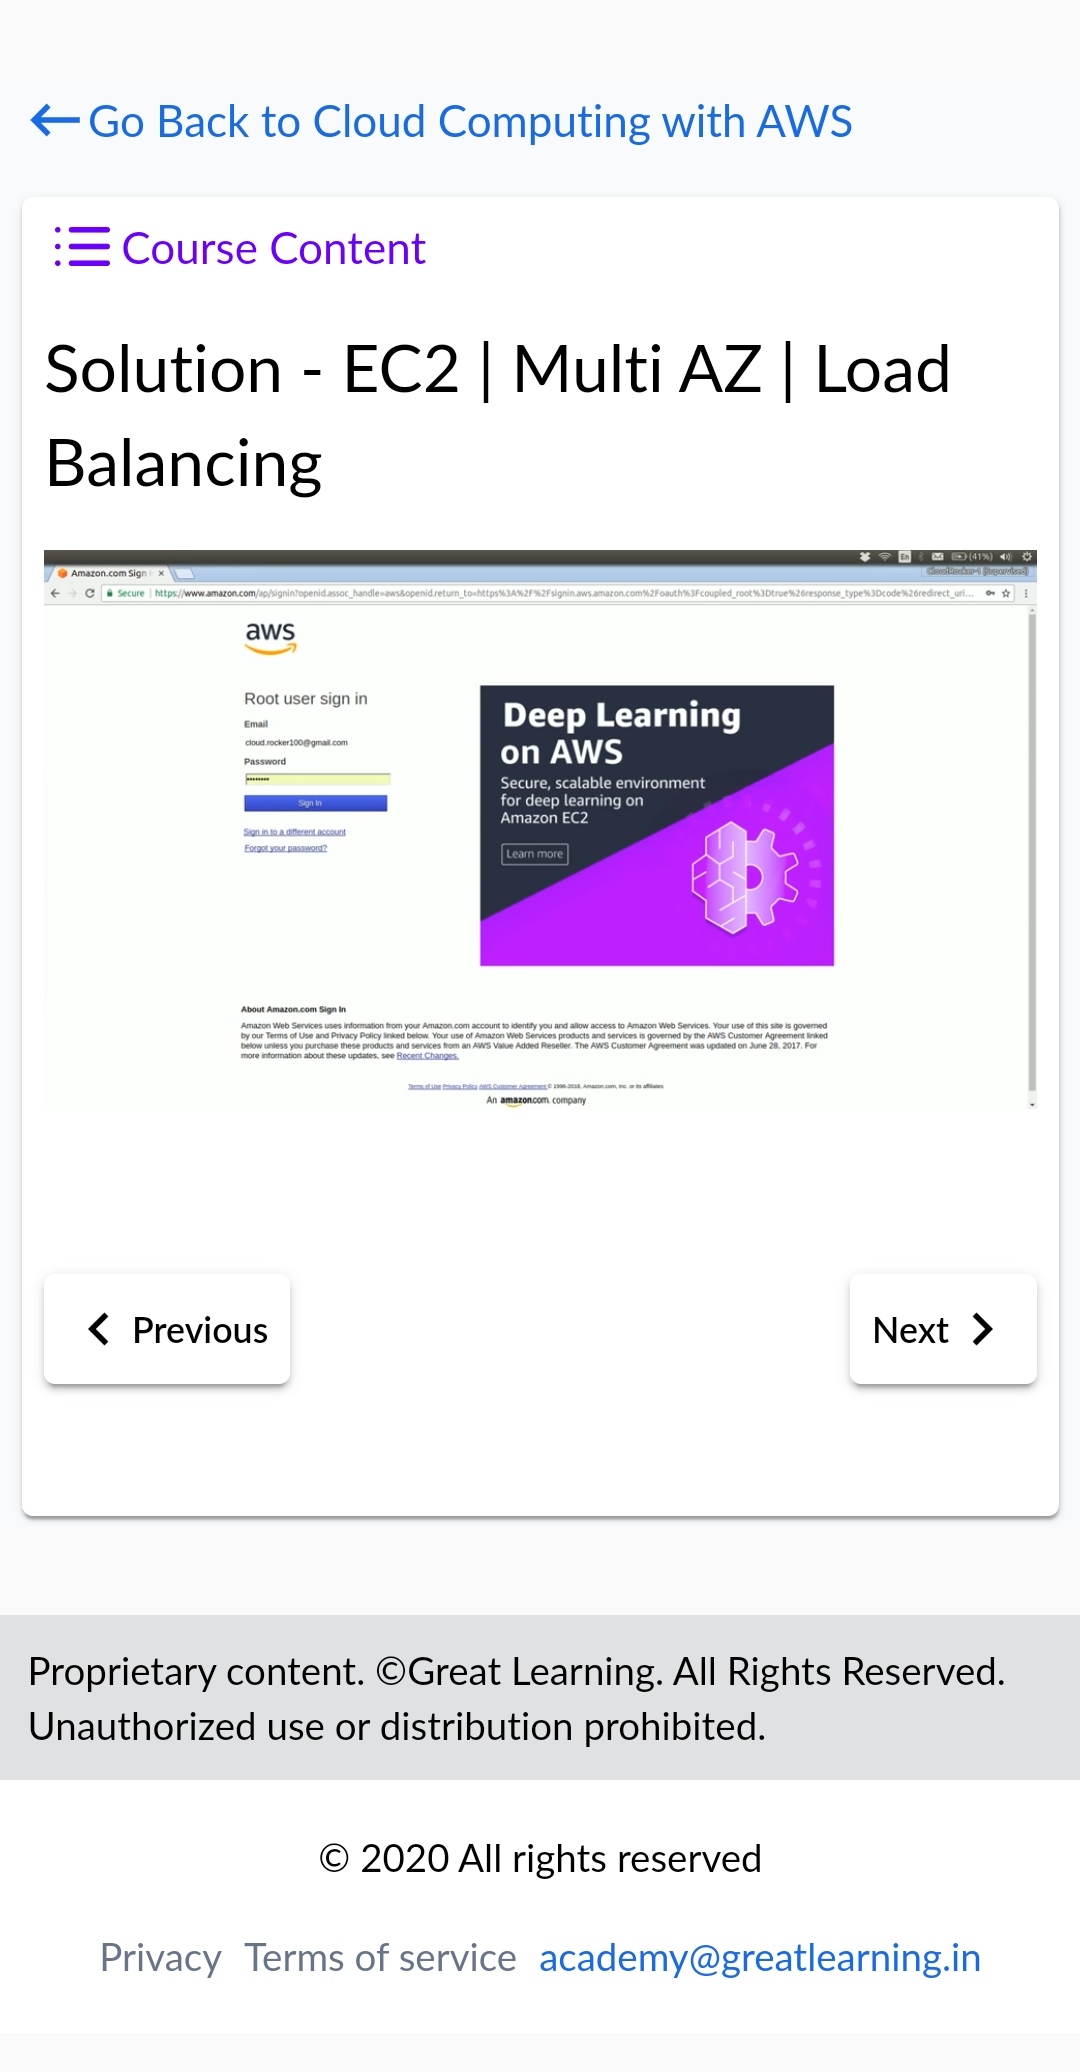 Go Back to Cloud Computing with AWS
Course Content
Solution - EC2 | Multi AZ | Load
Balancing
En
(41%)
Amazon.com Sign I
CloudRocker-1 (Supervised)
Secure | https://www.amazon.com/ap/signin?openid.assoc_handle=aws&openid.return_to=https%3A%2F%2Fsignin.aws.amazon.com%2Foauth%3Fcoupled_root%3Dtrue%26response_type%3Dcode%26redirect_uri...
aws
Root user sign in
Email
cloud.rocker100@gmail.com
Password
Sign In
Sign in to a different account
Forgot your password?
Deep Learning
on AWS
Secure, scalable environment
for deep learning on
Amazon EC2
Learn more
About Amazon.com Sign In
Amazon Web Services uses information from your Amazon.com account to identify you and allow access to Amazon Web Services. Your use of this site is governed
by our Terms of Use and Privacy Policy linked below. Your use of Amazon Web Services products and services is governed by the AWS Customer Agreement linked
below unless you purchase these products and services from an AWS Value Added Reseller. The AWS Customer Agreement was updated on June 28, 2017. For
more information about these updates, see Recent Changes.
Terms of Use Privacy Policy AWS Customer Agreement © 1996-2018, Amazon.com, Inc. or its affiliates
An amazon.com. company
Previous
Next
Proprietary content. ©Great Learning. All Rights Reserved.
Unauthorized use or distribution prohibited.
© 2020 All rights reserved
Privacy Terms of service academy@greatlearning.in